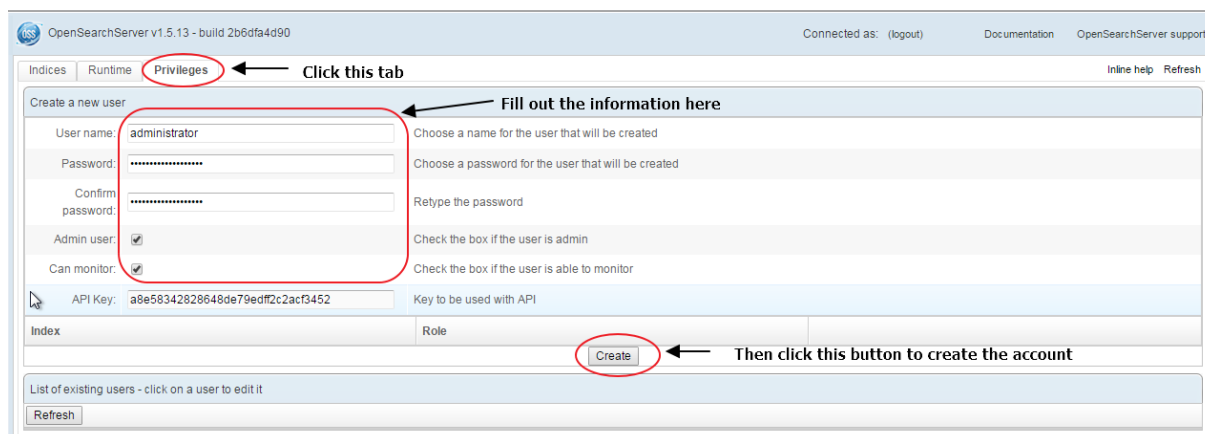 OSS OpenSearchServer v1.5.13 - build 2b6dfa4d90 Connected as: (logout) Documentation OpenSearchServer support
Indices Runtime Privileges Click this tab Inline help Refresh
Create a new user Fill out the information here
User name: administrator Choose a name for the user that will be created
Password: ••••••••••••••••••• Choose a password for the user that will be created
Confirm password: ••••••••••••••••••• Retype the password
Admin user: Check the box if the user is admin
Can monitor: Check the box if the user is able to monitor
API Key: a8e58342828648de79edff2c2acf3452 Key to be used with API
Index Role
Create Then click this button to create the account
List of existing users - click on a user to edit it
Refresh